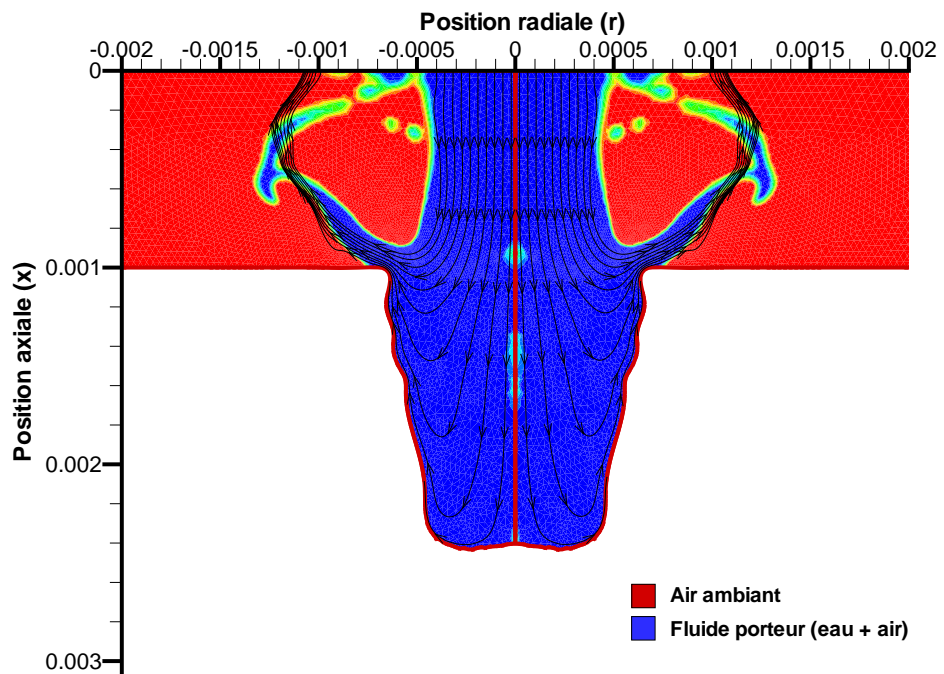 Position radiale (r)
-0.002 -0.0015 -0.001 -0.0005 0 0.0005 0.001 0.0015 0.002
0
0.001
0.002
0.003
Position axiale (x)
Air ambiant
Fluide porteur (eau + air)